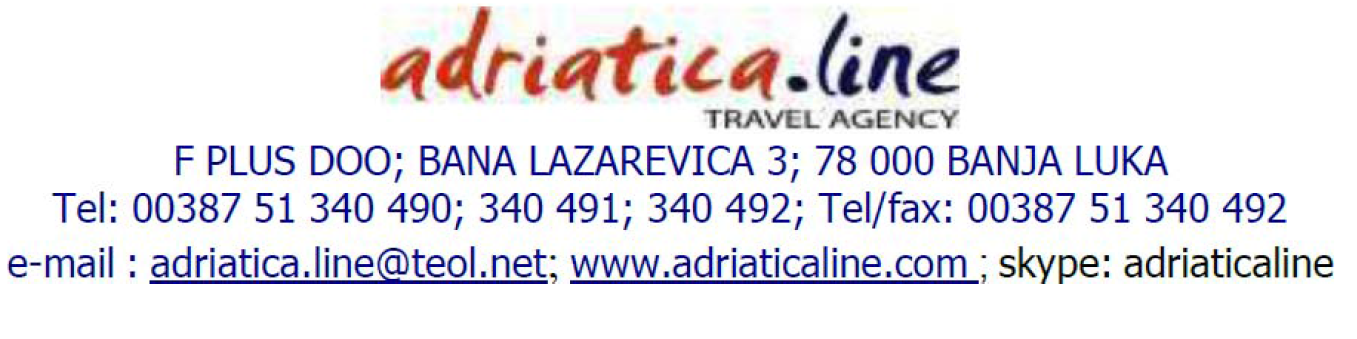 adriatica.line
TRAVEL AGENCY
F PLUS DOO; BANA LAZAREVICA 3; 78 000 BANJA LUKA
Tel: 00387 51 340 490; 340 491; 340 492; Tel/fax: 00387 51 340 492
e-mail : adriatica.line@teol.net; www.adriaticaline.com ; skype: adriaticaline